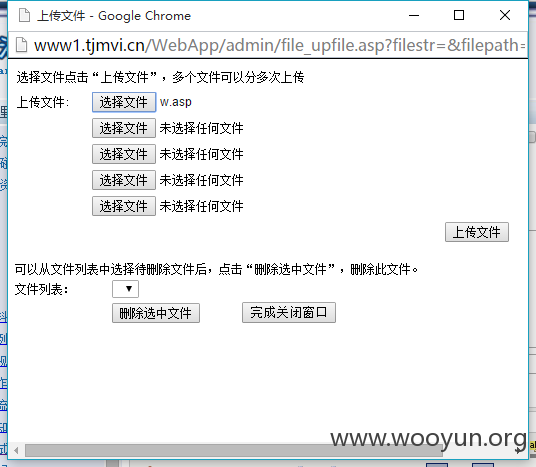 上传文件 - Google Chrome
www1.tjmvi.cn/WebApp/admin/file_upfile.asp?filestr=&filepath=
选择文件点击“上传文件”，多个文件可以分多次上传
上传文件: 选择文件 w.asp
选择文件 未选择任何文件
选择文件 未选择任何文件
选择文件 未选择任何文件
选择文件 未选择任何文件
上传文件
可以从文件列表中选择待删除文件后，点击“删除选中文件”，删除此文件。
文件列表:
删除选中文件 完成关闭窗口
www.wooyun.org